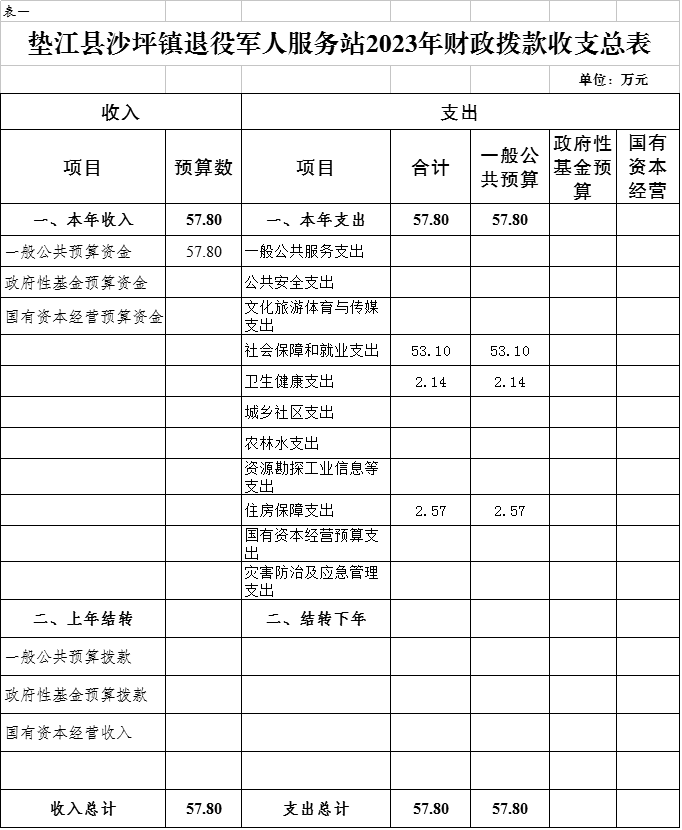 表一
垫江县沙坪镇退役军人服务站2023年财政拨款收支总表
单位：万元
收入 支出
项目 预算数 项目 合计 一般公共预算 政府性基金预算 国有资本经营
一、本年收入 57.80 一、本年支出 57.80 57.80
一般公共预算资金 57.80 一般公共服务支出
政府性基金预算资金 公共安全支出
国有资本经营预算资金 文化旅游体育与传媒支出
社会保障和就业支出 53.10 53.10
卫生健康支出 2.14 2.14
城乡社区支出
农林水支出
资源勘探工业信息等支出
住房保障支出 2.57 2.57
国有资本经营预算支出
灾害防治及应急管理支出
二、上年结转 二、结转下年
一般公共预算拨款
政府性基金预算拨款
国有资本经营收入
收入总计 57.80 支出总计 57.80 57.80